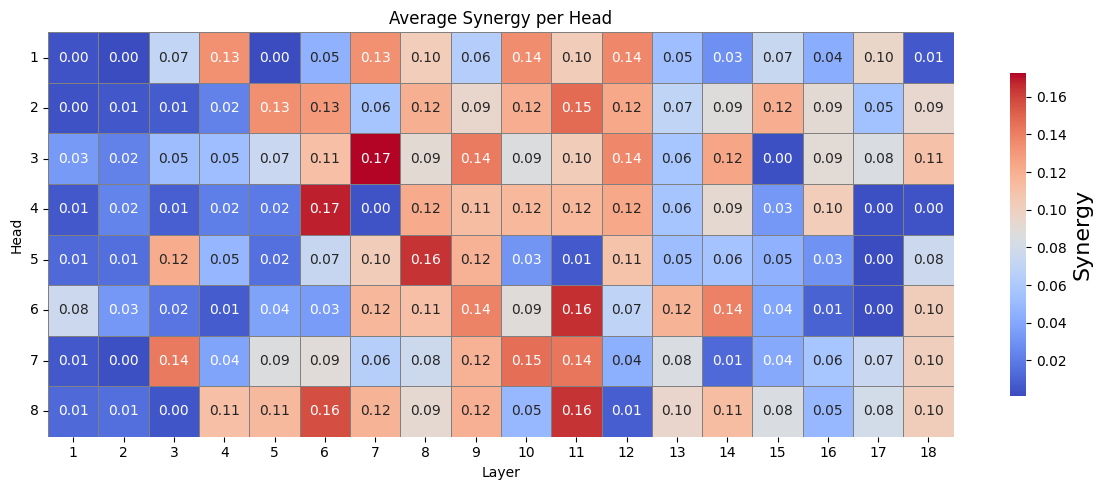 Average Synergy per Head
1 0.00 0.00 0.07 0.13 0.00 0.05 0.13 0.10 0.06 0.14 0.10 0.14 0.05 0.03 0.07 0.04 0.10 0.01
2 0.00 0.01 0.01 0.02 0.13 0.13 0.06 0.12 0.09 0.12 0.15 0.12 0.07 0.09 0.12 0.09 0.05 0.09
3 0.03 0.02 0.05 0.05 0.07 0.11 0.17 0.09 0.14 0.09 0.10 0.14 0.06 0.12 0.00 0.09 0.08 0.11
4 0.01 0.02 0.01 0.02 0.02 0.17 0.00 0.12 0.11 0.12 0.12 0.12 0.06 0.09 0.03 0.10 0.00 0.00
5 0.01 0.01 0.12 0.05 0.02 0.07 0.10 0.16 0.12 0.03 0.01 0.11 0.05 0.06 0.05 0.03 0.00 0.08
6 0.08 0.03 0.02 0.01 0.04 0.03 0.12 0.11 0.14 0.09 0.16 0.07 0.12 0.14 0.04 0.01 0.00 0.10
7 0.01 0.00 0.14 0.04 0.09 0.09 0.06 0.08 0.12 0.15 0.14 0.04 0.08 0.01 0.04 0.06 0.07 0.10
8 0.01 0.01 0.00 0.11 0.11 0.16 0.12 0.09 0.12 0.05 0.16 0.01 0.10 0.11 0.08 0.05 0.08 0.10
1 2 3 4 5 6 7 8 9 10 11 12 13 14 15 16 17 18
Layer
Head
0.16
0.14
0.12
0.10
0.08
0.06
0.04
0.02
Synergy